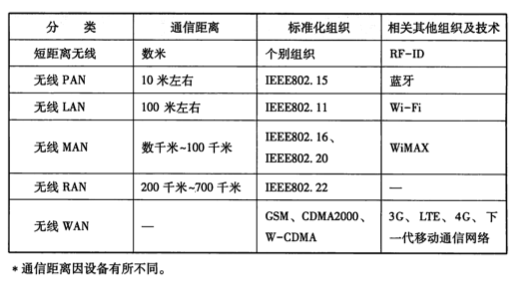 分 类 通信距离 标准化组织 相关其他组织及技术
短距离无线 数米 个别组织 RF-ID
无线 PAN 10 米左右 IEEE802.15 蓝牙
无线 LAN 100 米左右 IEEE802.11 Wi-Fi
无线 MAN 数千米~100 千米 IEEE802.16、
IEEE802.20 WiMAX
无线 RAN 200 千米~700 千米 IEEE802.22 —
无线 WAN — GSM、CDMA2000、
W-CDMA 3G、LTE、4G、下
一代移动通信网络
*通信距离因设备有所不同。